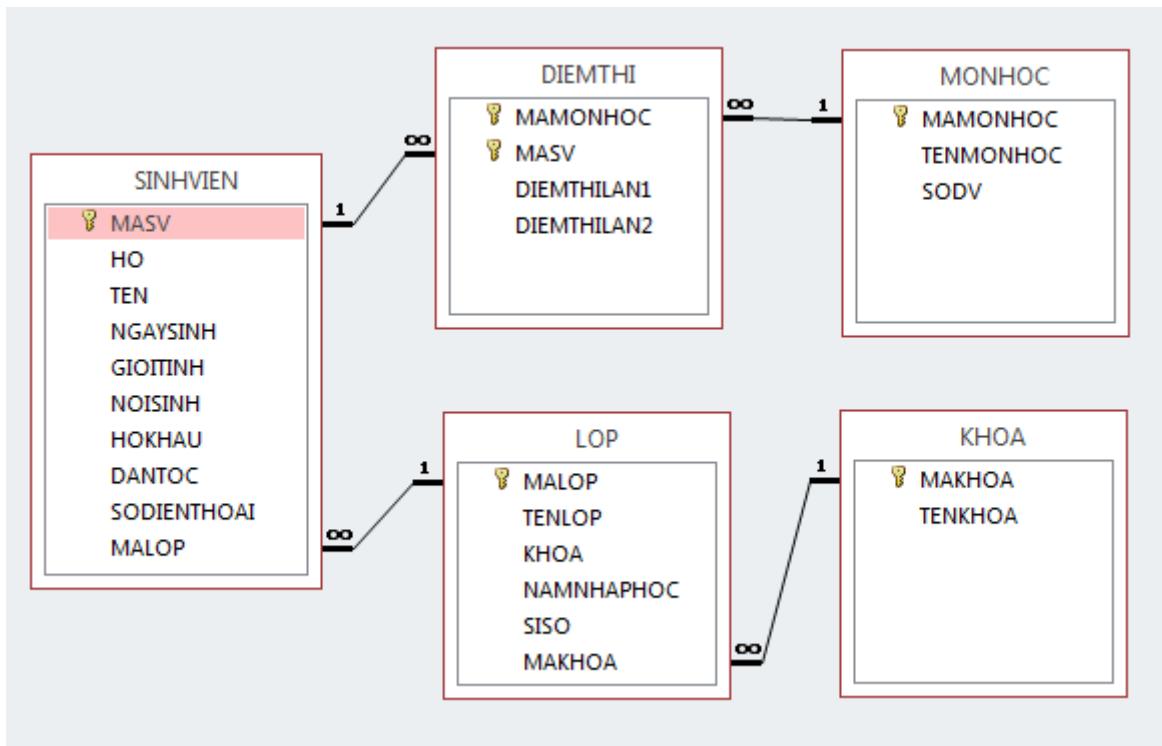 SINHVIEN
MASV
HO
TEN
NGAYSINH
GIOITINH
NOISINH
HOKHAU
DANTOC
SODIENTHOAI
MALOP
1
∞
DIEMTHI
MAMONHOC
MASV
DIEMTHILAN1
DIEMTHILAN2
∞
∞
1
MONHOC
MAMONHOC
TENMONHOC
SODV
LOP
MALOP
TENLOP
KHOA
NAMNHAPHOC
SISO
MAKHOA
1
∞
1
KHOA
MAKHOA
TENKHOA